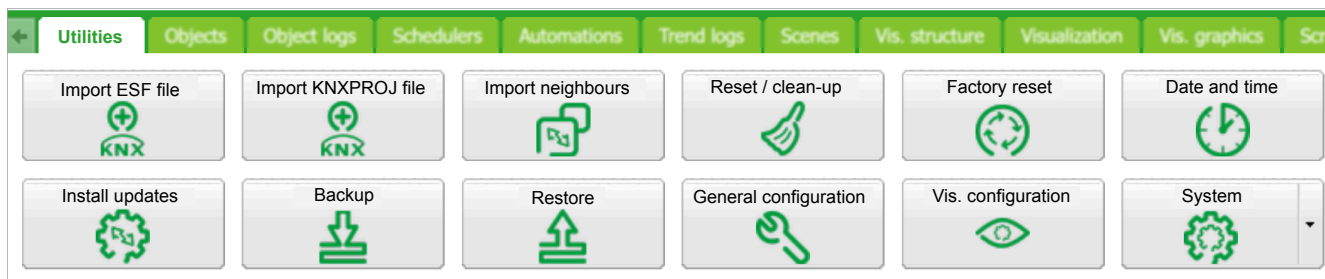 Utilities Objects Object logs Schedulers Automations Trend logs Scenes Vis. structure Visualization Vis. graphics
Import ESF file Import KNXPROJ file Import neighbours Reset / clean-up Factory reset Date and time
KNX KNX
Install updates Backup Restore General configuration Vis. configuration System